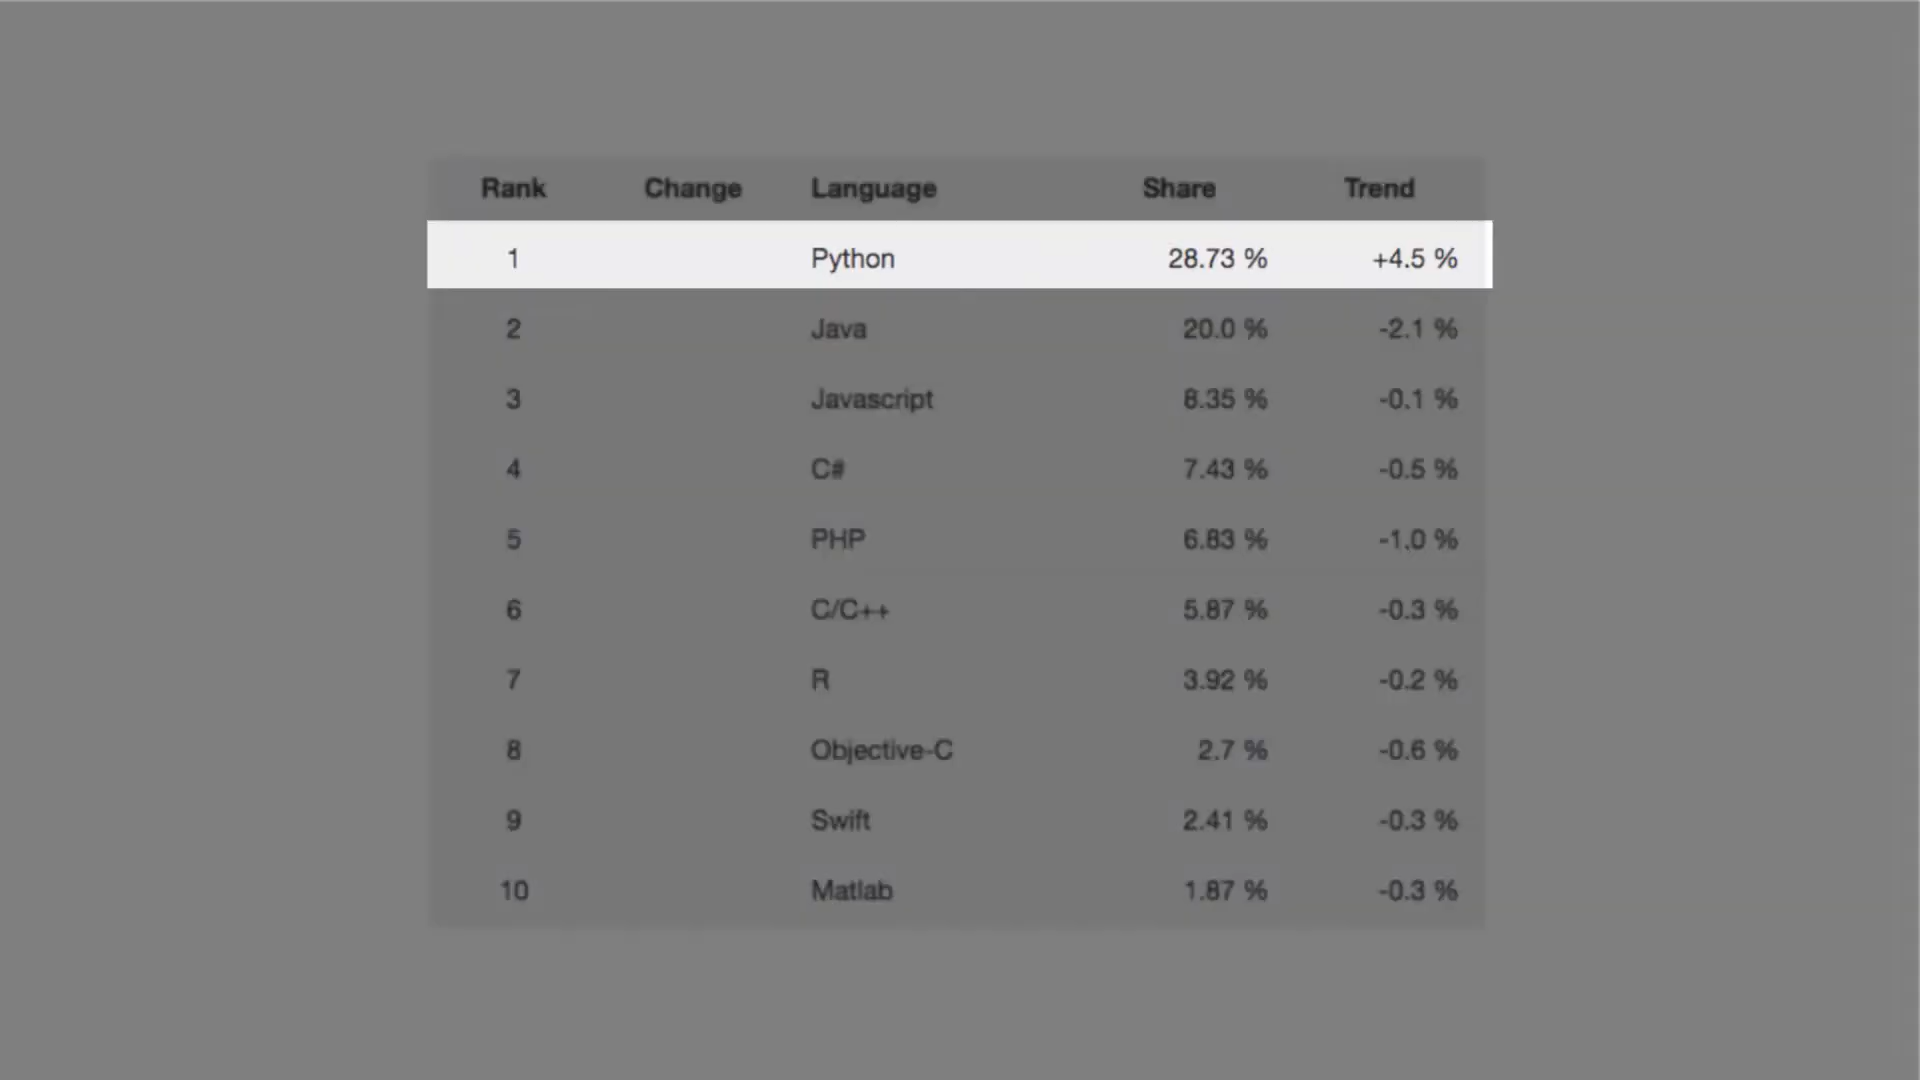 Rank Change Language Share Trend
1 Python 28.73 % +4.5 %
2 Java 20.0 % -2.1 %
3 Javascript 8.35 % -0.1 %
4 C# 7.43 % -0.5 %
5 PHP 6.83 % -1.0 %
6 C/C++ 5.87 % -0.3 %
7 R 3.92 % -0.2 %
8 Objective-C 2.7 % -0.6 %
9 Swift 2.41 % -0.3 %
10 Matlab 1.87 % -0.3 %